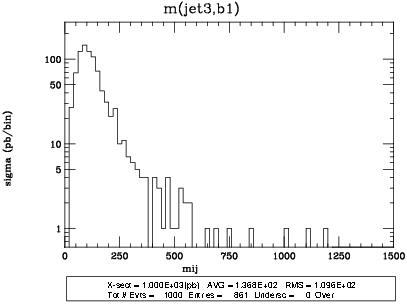 m(jet3,b1)
sigma (pb/bin)
100
50
10
5
1
0 250 500 750 1000 1250 1500
mij
X-sect = 1.000E+03(pb) AVG = 1.368E+02 RMS = 1.096E+02
Tot # Evts = 1000 Entries = 861 Undersc = 0 Over